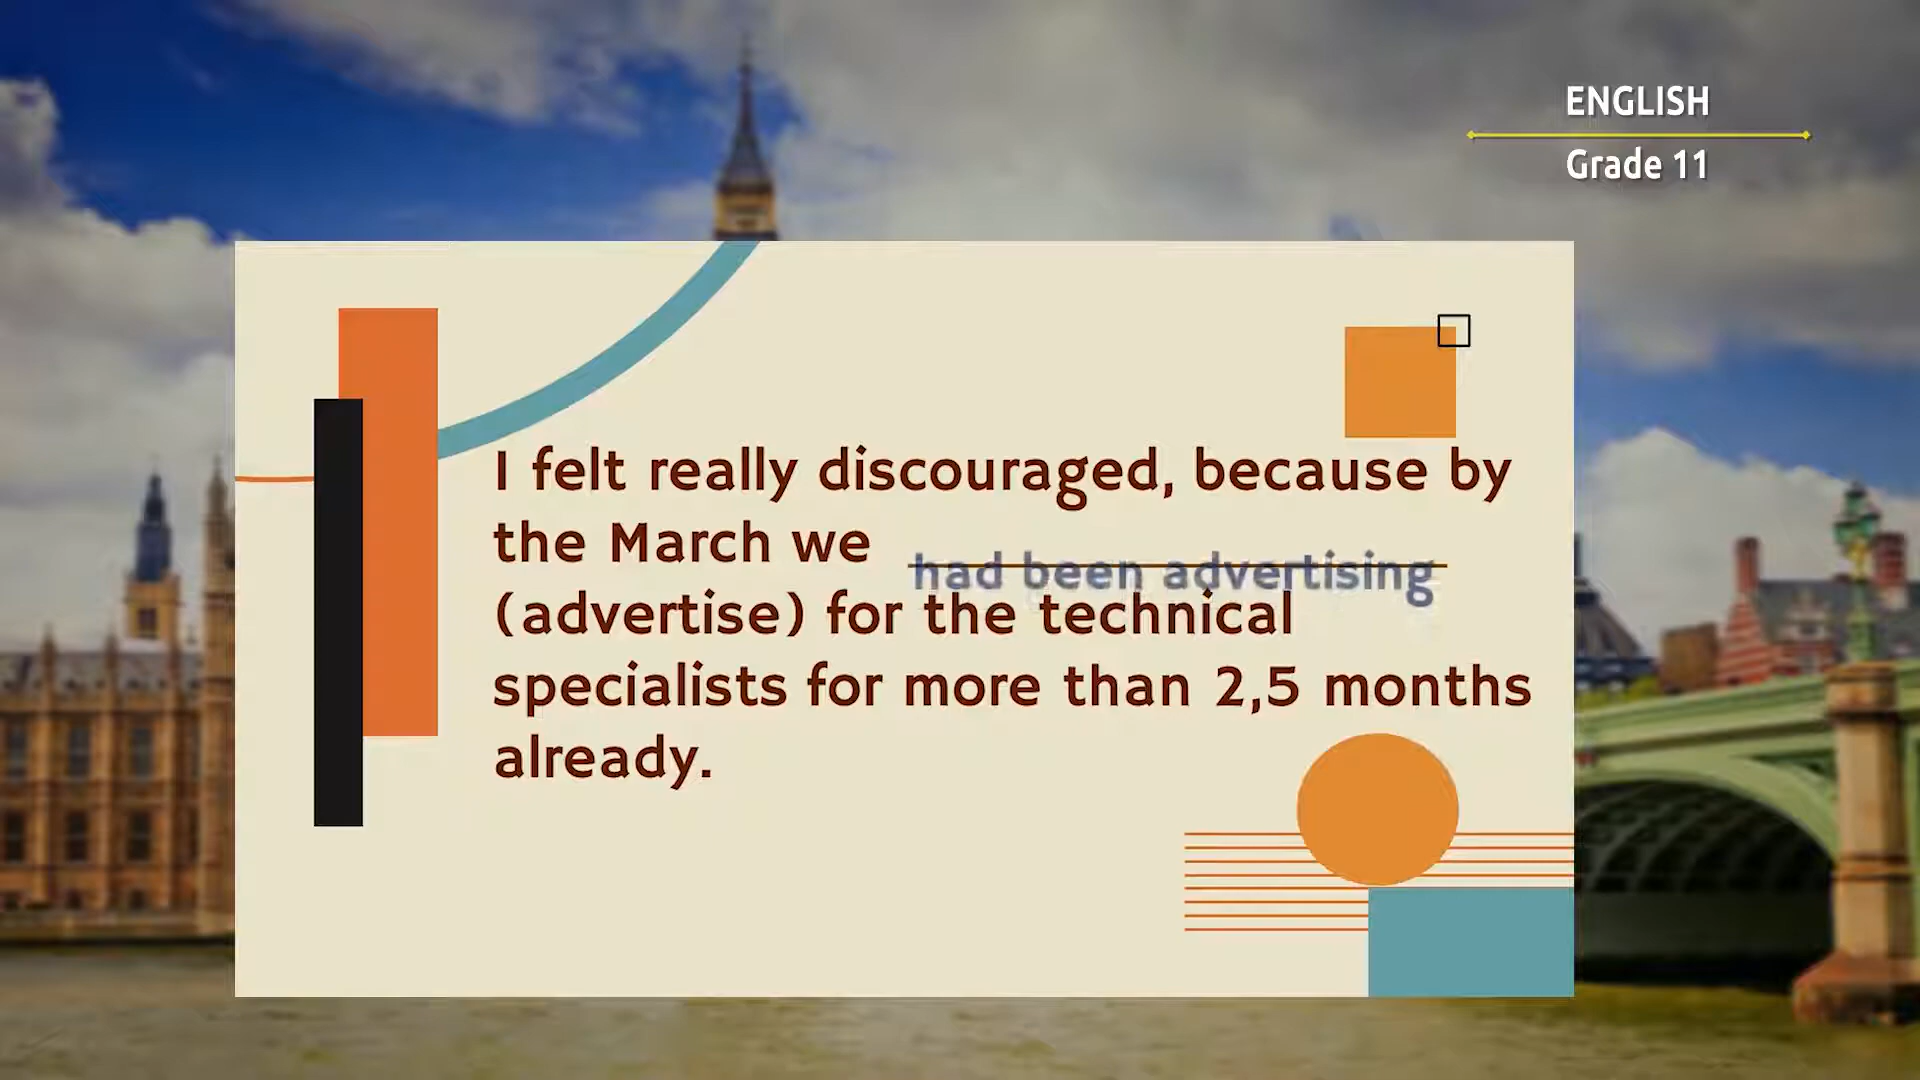 ENGLISH
Grade 11
I felt really discouraged, because by
the March we had been advertising
(advertise) for the technical
specialists for more than 2,5 months
already.